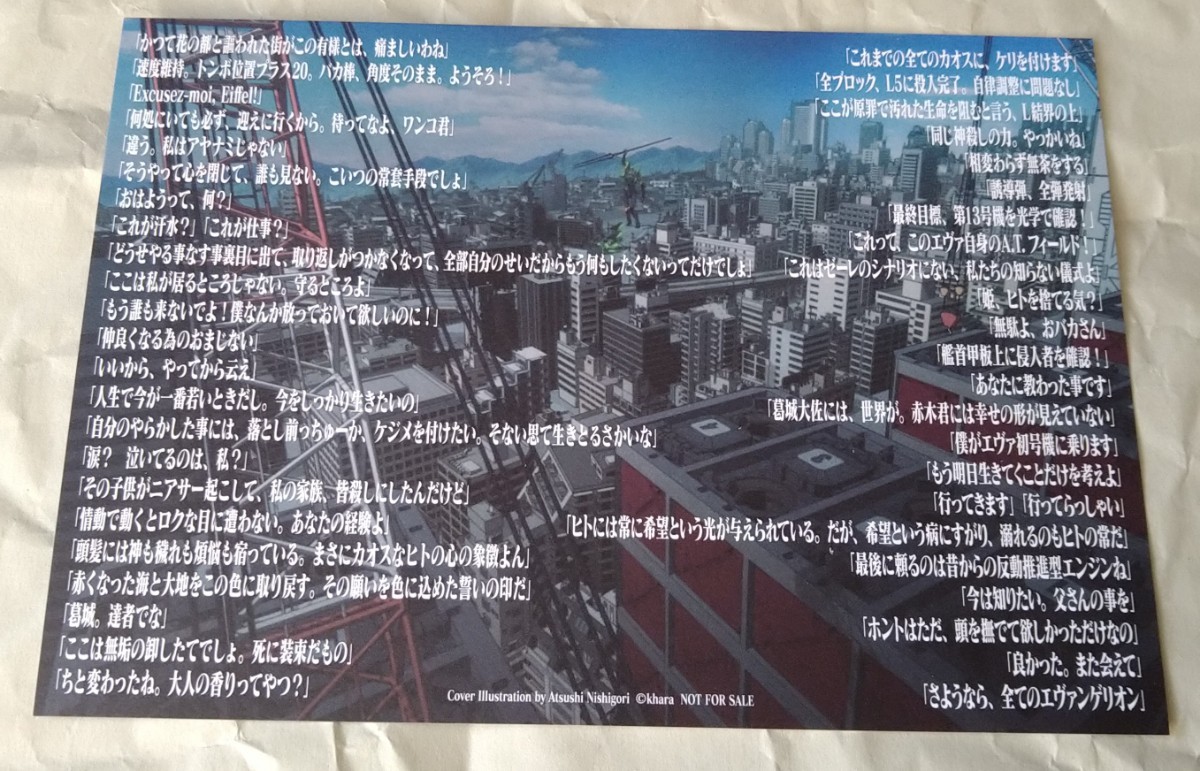 「かつて花の都と謳われた街がこの有様とは、痛ましいわね」
「速度維持。トンボ位置プラス20。バカ棒、角度そのまま。ようそろ！」
「Excusez-moi, Eiffel!」
「何処にいても必ず、迎えに行くから。待ってなよ、ワンコ君」
「違う。私はアヤナミじゃない」
「そうやって心を閉じて、誰も見ない。こいつの常套手段でしょ」
「おはようって、何？」
「これが汗水？」「これが仕事？」
「どうせやる事なす事裏目に出て、取り返しがつかなくなって、全部自分のせいだからもう何もしたくないってだけでしょ」
「ここは私が居るところじゃない。守るところよ」
「もう誰も来ないでよ！僕なんか放っておいて欲しいのに！」
「仲良くなる為のおまじない」
「いいから、やってから云え」
「人生で今が一番若いときだし。今をしっかり生きたいの」
「自分のやらかした事には、落とし前っちゅーか、ケジメを付けたい。そない思て生きとるさかいな」
「涙？ 泣いてるのは、私？」
「その子供がニアサー起こして、私の家族、皆殺しにしたんだけど」
「情動で動くとロクな目に遭わない。あなたの経験よ」
「頭髪には神も穢れも煩悩も宿っている。まさにカオスなヒトの心の象徴よん」
「赤くなった海と大地をこの色に取り戻す。その願いを色に込めた誓いの印だ」
「葛城。達者でな」
「ここは無垢の卸したてでしょ。死に装束だもの」
「ちと変わったね。大人の香りってやつ？」
「これまでの全てのカオスに、ケリを付けます」
「全ブロック、L5に投入完了。自律調整に問題なし」
「ここが原罪で汚れた生命を阻むと言う、L結界の上」
「同じ神殺しの力。やっかいね」
「相変わらず無茶をする」
「誘導弾、全弾発射」
「最終目標、第13号機を光学で確認！」
「これって、このエヴァ自身のA.T.フィールド！」
「これはゼーレのシナリオにない、私たちの知らない儀式よ」
「姫、ヒトを捨てる気？」
「無駄よ、おバカさん」
「艦首甲板上に侵入者を確認！」
「あなたに教わった事です」
「葛城大佐には、世界が。赤木君には幸せの形が見えていない」
「僕がエヴァ初号機に乗ります」
「もう明日生きてくことだけを考えよ」
「行ってきます」「行ってらっしゃい」
「ヒトには常に希望という光が与えられている。だが、希望という病にすがり、溺れるのもヒトの常だ」
「最後に頼るのは昔からの反動推進型エンジンね」
「今は知りたい。父さんの事を」
「ホントはただ、頭を撫でて欲しかっただけなの」
「良かった。また会えて」
「さようなら、全てのエヴァンゲリオン」
Cover Illustration by Atsushi Nishigori ©khara NOT FOR SALE